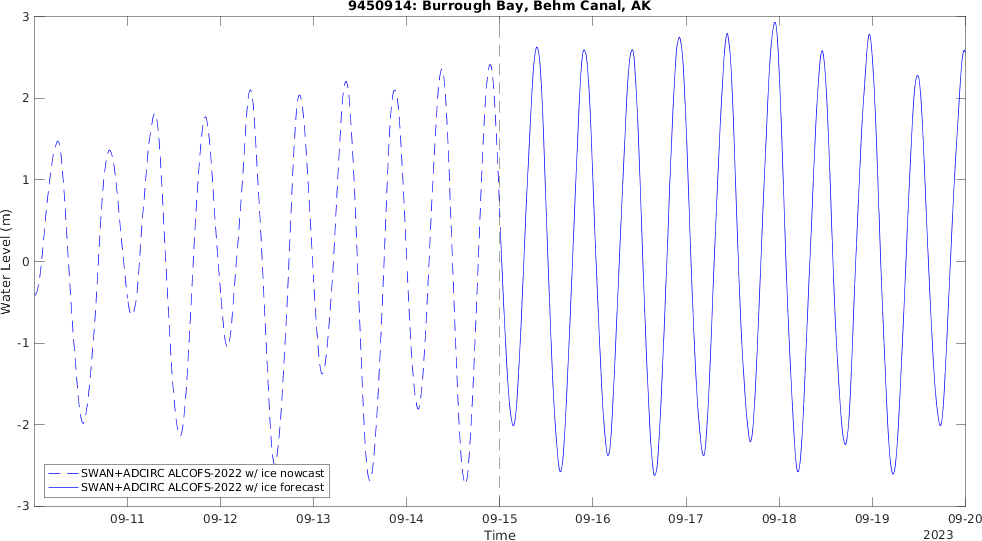 9450914: Burrough Bay, Behm Canal, AK
3
2
1
0
-1
-2
-3
Water Level (m)
SWAN+ADCIRC ALCOFS-2022 w/ ice nowcast
SWAN+ADCIRC ALCOFS-2022 w/ ice forecast
09-11 09-12 09-13 09-14 09-15 09-16 09-17 09-18 09-19 09-20
Time
2023